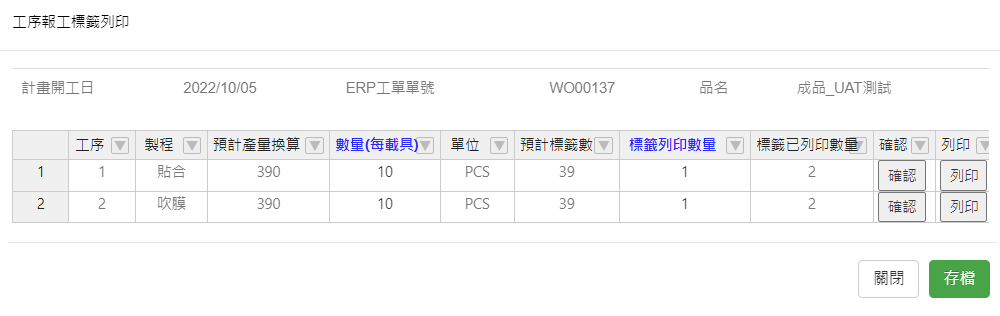 工序報工標籤列印
計畫開工日 2022/10/05 ERP工單單號 WO00137 品名 成品_UAT測試
工序 製程 預計產量換算 數量(每載具) 單位 預計標籤數 標籤列印數量 標籤已列印數量 確認 列印
1 1 貼合 390 10 PCS 39 1 2 確認 列印
2 2 吹膜 390 10 PCS 39 1 2 確認 列印
關閉 存檔